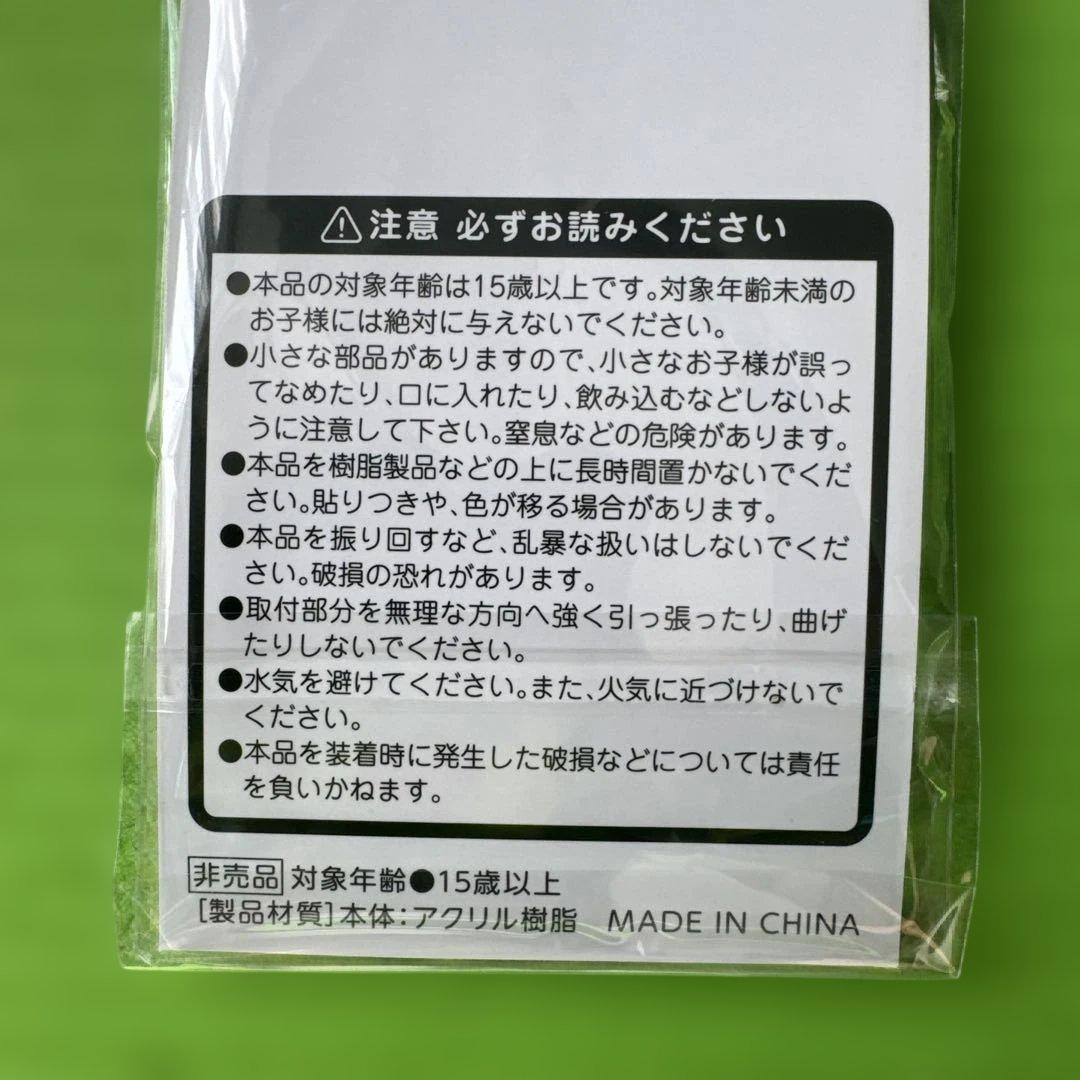 ⚠注意 必ずお読みください
●本品の対象年齢は15歳以上です。対象年齢未満の
お子様には絶対に与えないでください。
●小さな部品がありますので、小さなお子様が誤っ
てなめたり、口に入れたり、飲み込むなどしないよ
うに注意して下さい。窒息などの危険があります。
●本品を樹脂製品などの上に長時間置かないでくだ
さい。貼りつきや、色が移る場合があります。
●本品を振り回すなど、乱暴な扱いはしないでくだ
さい。破損の恐れがあります。
●取付部分を無理な方向へ強く引っ張ったり、曲げ
たりしないでください。
●水気を避けてください。また、火気に近づけないで
ください。
●本品を装着時に発生した破損などについては責任
を負いかねます。
非売品 対象年齢●15歳以上
[製品材質]本体:アクリル樹脂 MADE IN CHINA